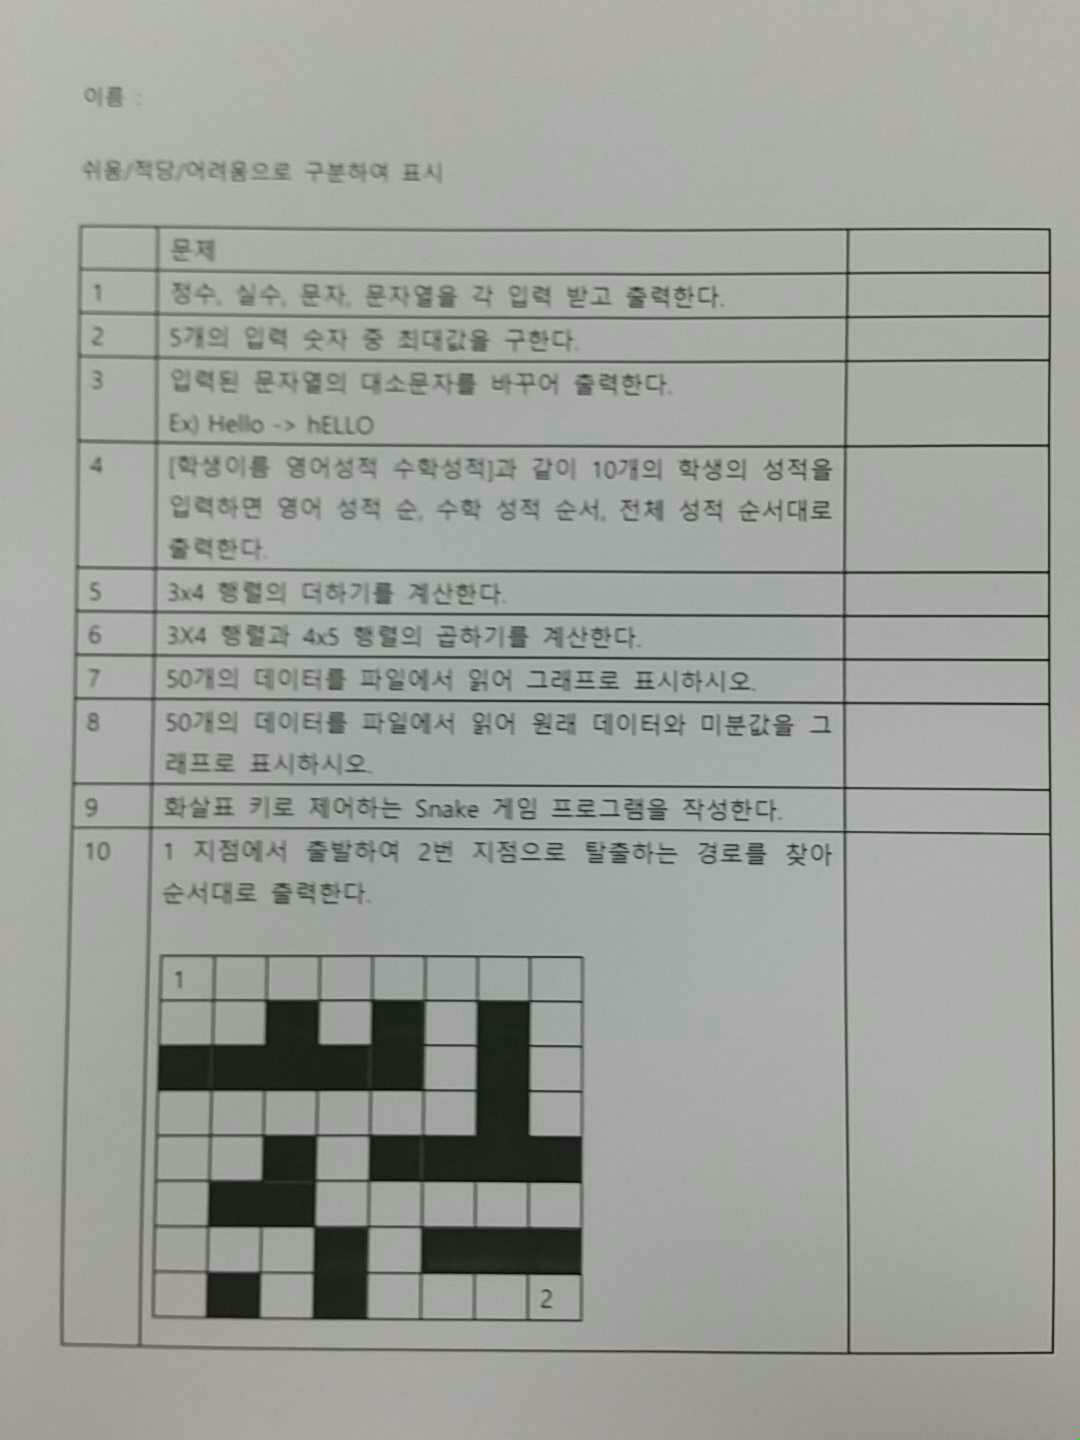 이름 :
쉬움/적당/어려움으로 구분하여 표시
문제
1 정수, 실수, 문자, 문자열을 각 입력 받고 출력한다.
2 5개의 입력 숫자 중 최대값을 구한다.
3 입력된 문자열의 대소문자를 바꾸어 출력한다.
Ex) Hello -> hELLO
4 [학생이름 영어성적 수학성적]과 같이 10개의 학생의 성적을
입력하면 영어 성적 순, 수학 성적 순서, 전체 성적 순서대로
출력한다.
5 3x4 행렬의 더하기를 계산한다.
6 3X4 행렬과 4x5 행렬의 곱하기를 계산한다.
7 50개의 데이터를 파일에서 읽어 그래프로 표시하시오.
8 50개의 데이터를 파일에서 읽어 원래 데이터와 미분값을 그
래프로 표시하시오.
9 화살표 키로 제어하는 Snake 게임 프로그램을 작성한다.
10 1 지점에서 출발하여 2번 지점으로 탈출하는 경로를 찾아
순서대로 출력한다.
1
2